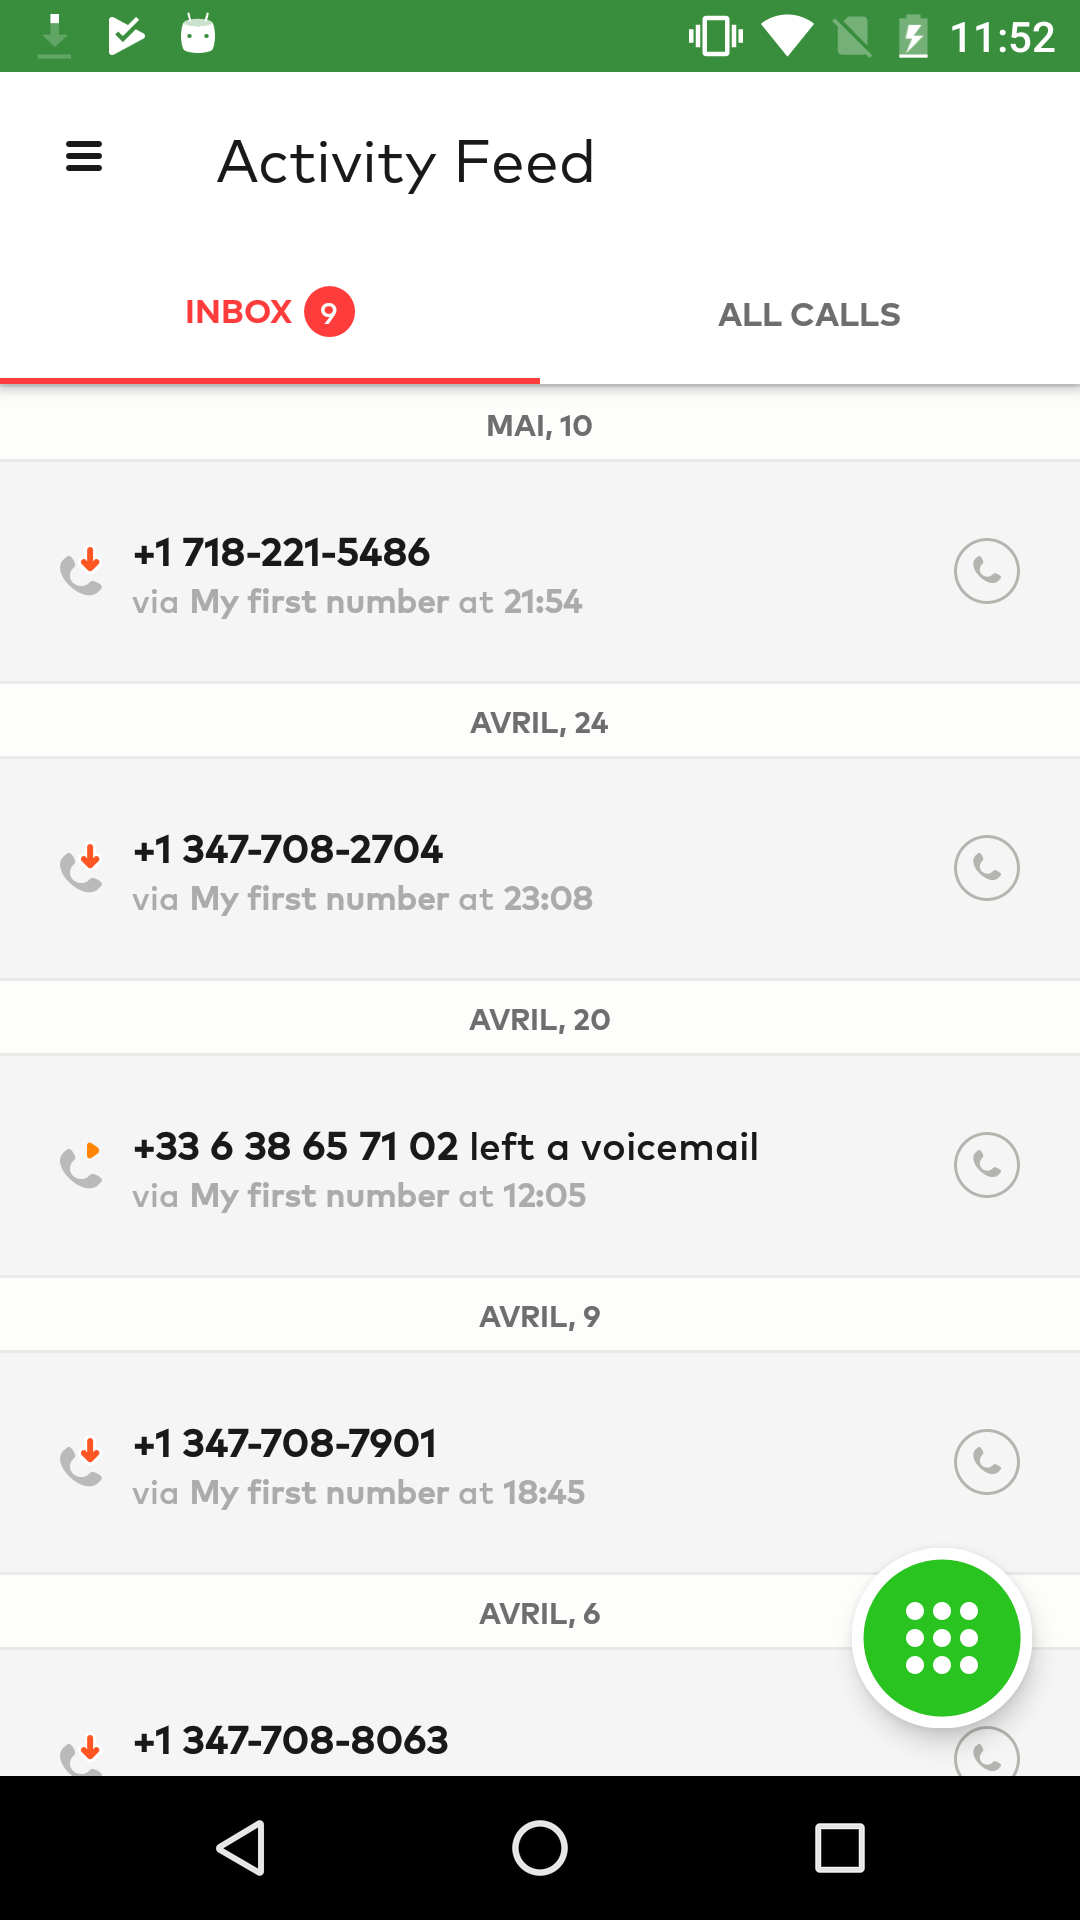 11:52
Activity Feed
INBOX 9
ALL CALLS
MAI, 10
+1 718-221-5486
via My first number at 21:54
AVRIL, 24
+1 347-708-2704
via My first number at 23:08
AVRIL, 20
+33 6 38 65 71 02 left a voicemail
via My first number at 12:05
AVRIL, 9
+1 347-708-7901
via My first number at 18:45
AVRIL, 6
+1 347-708-8063